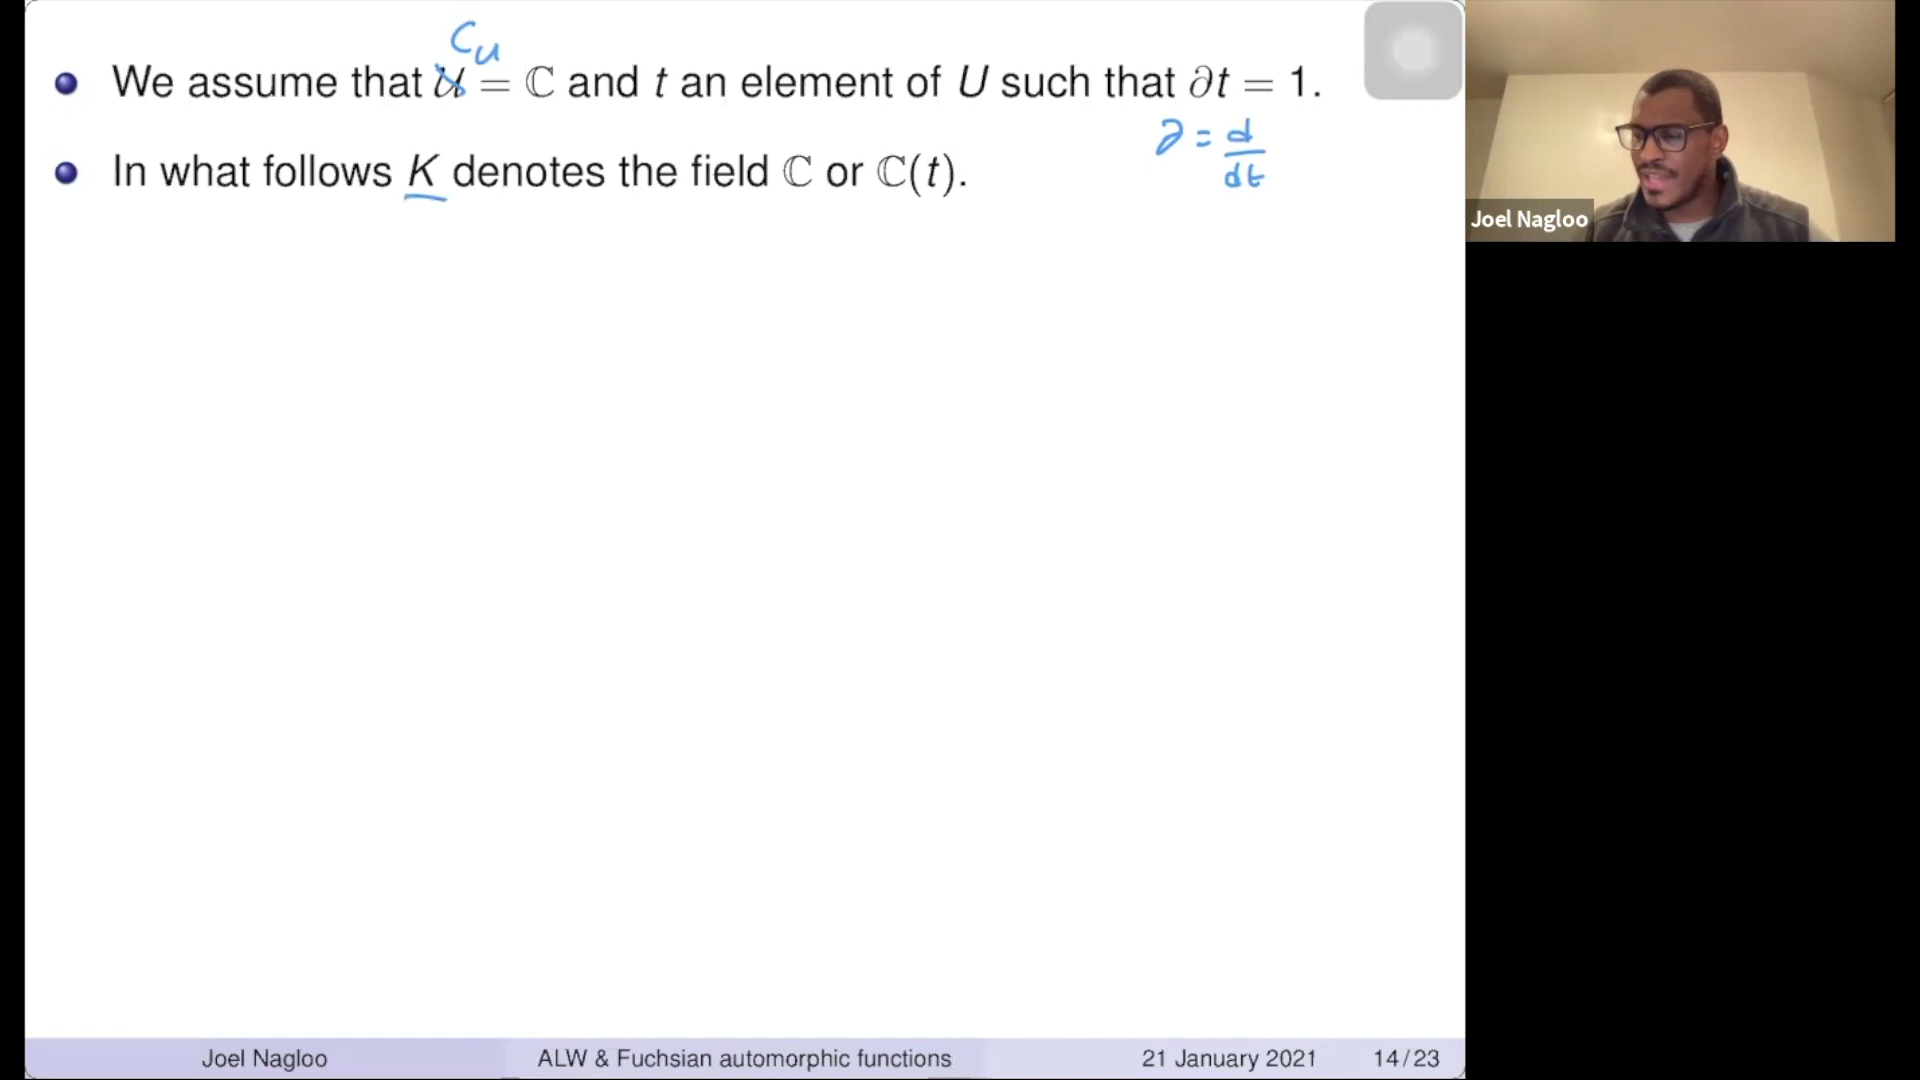 C_U
• We assume that 𝒰 = ℂ and t an element of U such that ∂t = 1.
∂ = d/dt
• In what follows K denotes the field ℂ or ℂ(t).
Joel Nagloo
Joel Nagloo ALW & Fuchsian automorphic functions 21 January 2021 14/23